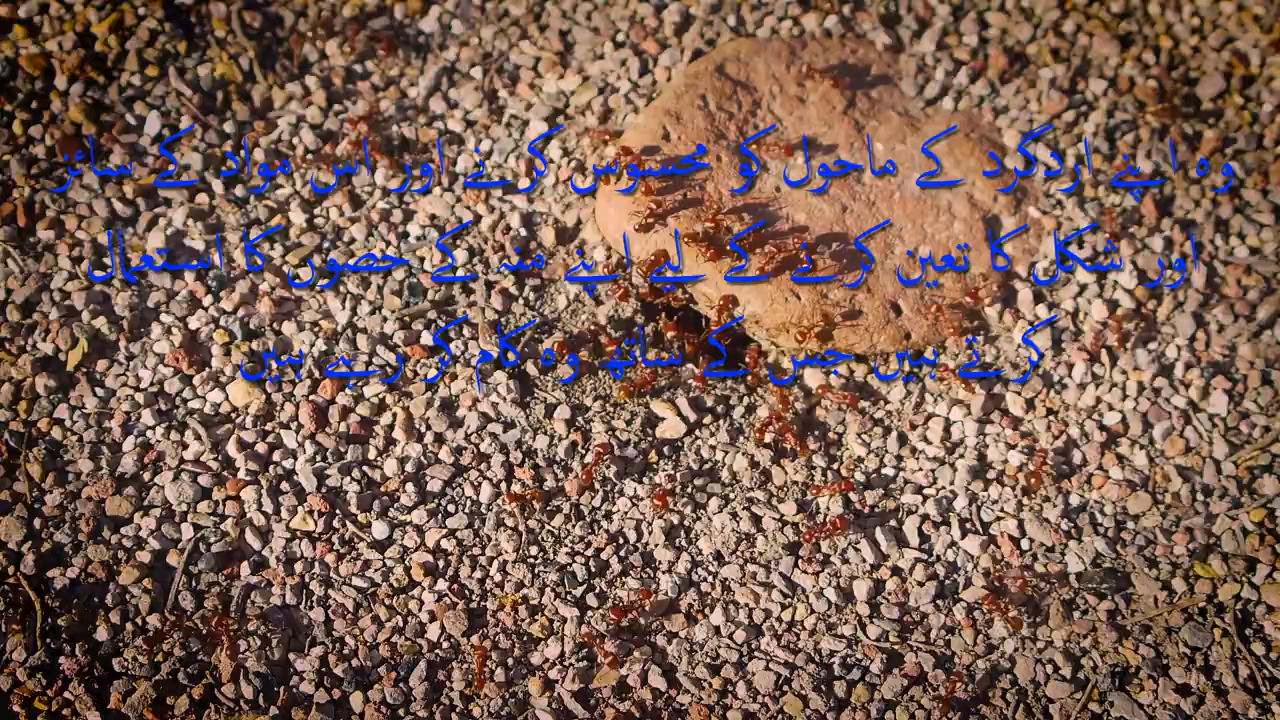 وہ اپنے اردگرد کے ماحول کو محسوس کرنے اور اس مواد کے سائز
اور شکل کا تعین کرنے کے لیے اپنے منہ کے حصوں کا استعمال
کرتے ہیں جس کے ساتھ وہ کام کر رہے ہیں